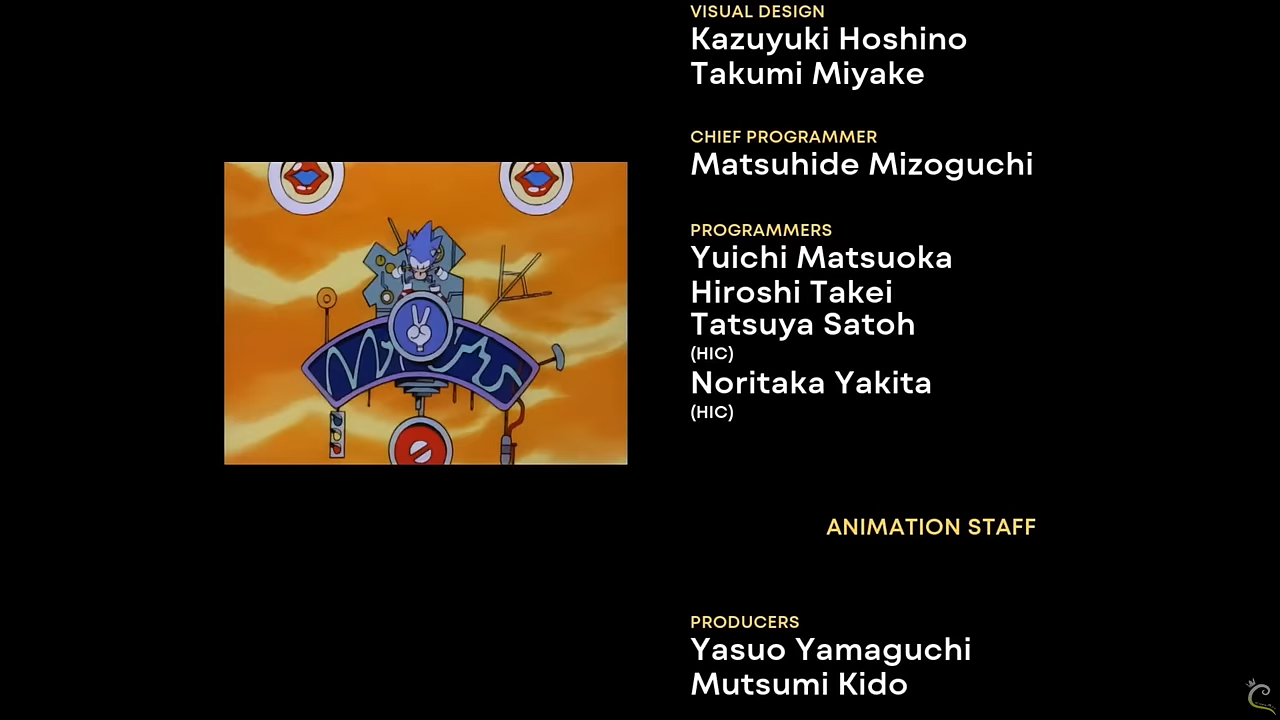 VISUAL DESIGN
Kazuyuki Hoshino
Takumi Miyake
CHIEF PROGRAMMER
Matsuhide Mizoguchi
PROGRAMMERS
Yuichi Matsuoka
Hiroshi Takei
Tatsuya Satoh
(HIC)
Noritaka Yakita
(HIC)
ANIMATION STAFF
PRODUCERS
Yasuo Yamaguchi
Mutsumi Kido